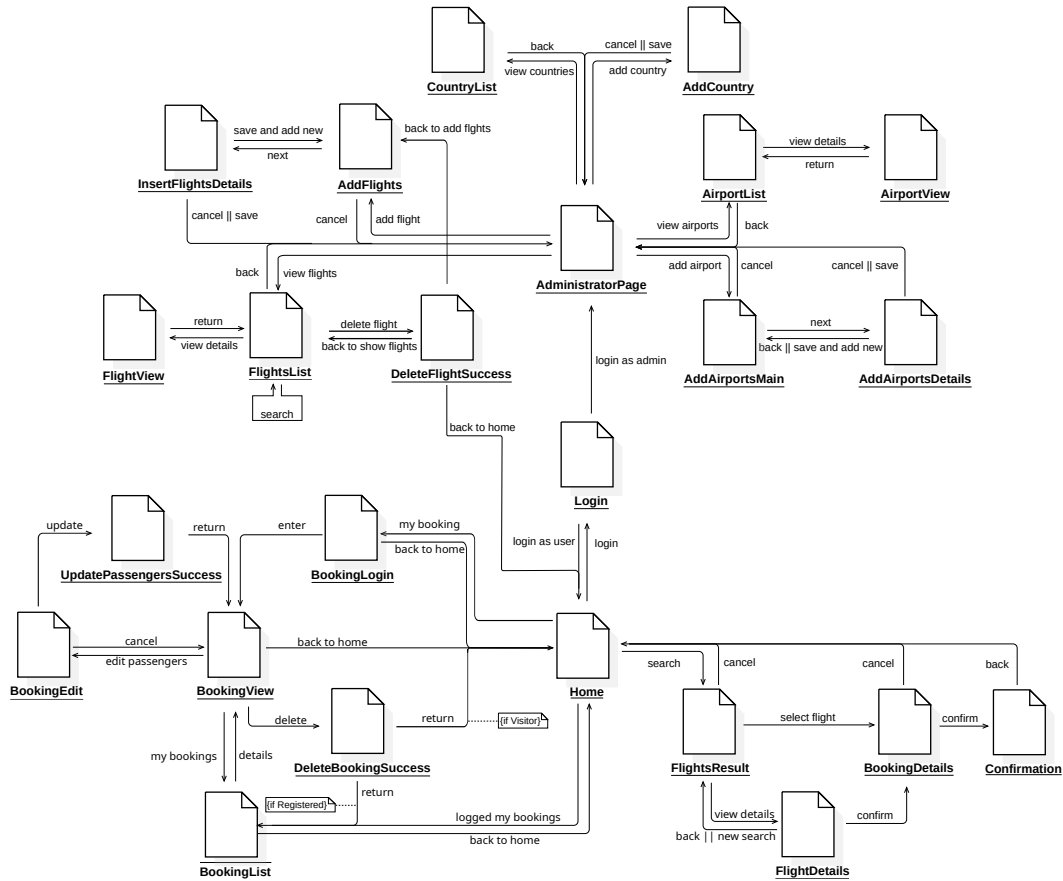 back
cancel || save
view countries
add country
CountryList
AddCountry
save and add new
next
back to add flghts
view details
return
InsertFlightsDetails
AddFlights
AirportList
AirportView
cancel || save
cancel
add flight
view airports
back
back
view flights
add airport
cancel
cancel || save
AdministratorPage
return
view details
delete flight
back to show flights
next
back || save and add new
FlightView
FlightsList
DeleteFlightSuccess
login as admin
AddAirportsMain
AddAirportsDetails
search
back to home
Login
update
return
enter
my booking
back to home
login as user
login
UpdatePassengersSuccess
BookingLogin
cancel
edit passengers
back to home
search
cancel
cancel
back
BookingEdit
BookingView
Home
delete
return
{if Visitor}
select flight
confirm
my bookings
details
DeleteBookingSuccess
FlightsResult
BookingDetails
Confirmation
return
{if Registered}
logged my bookings
back to home
view details
back || new search
confirm
BookingList
FlightDetails